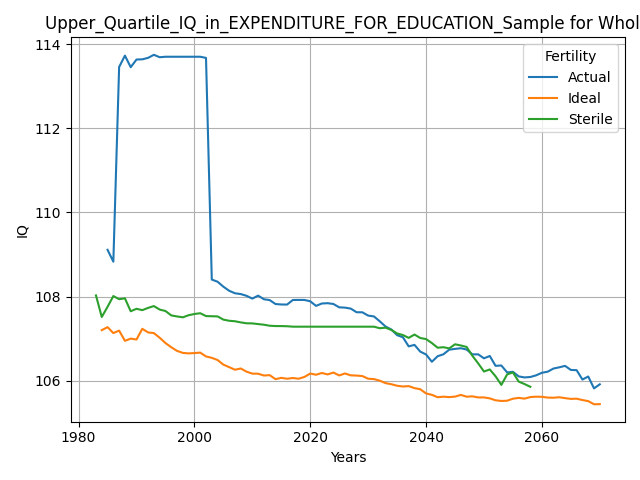 Upper_Quartile_IQ_in_EXPENDITURE_FOR_EDUCATION_Sample for Whol
114
112
110
108
106
IQ
Fertility
Actual
Ideal
Sterile
1980
2000
2020
2040
2060
Years